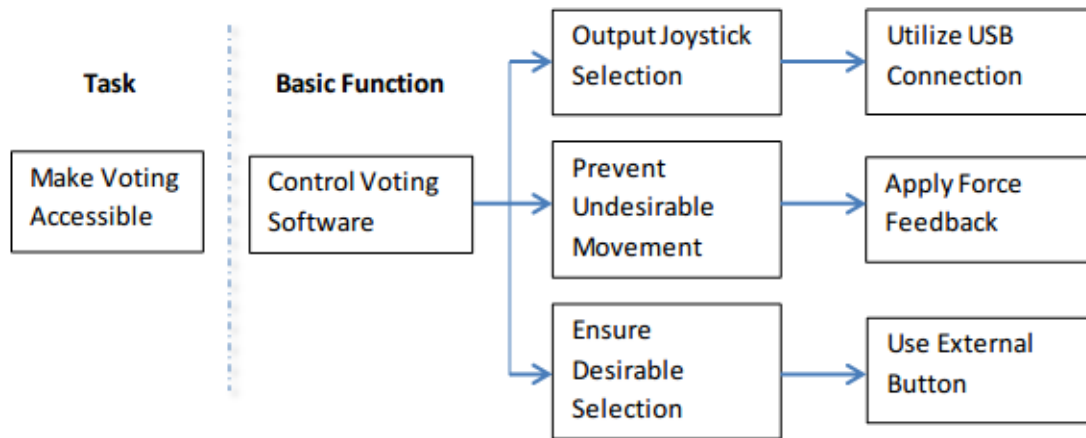 Task
Make Voting
Accessible
Basic Function
Control Voting
Software
Output Joystick
Selection
Utilize USB
Connection
Prevent
Undesirable
Movement
Apply Force
Feedback
Ensure
Desirable
Selection
Use External
Button